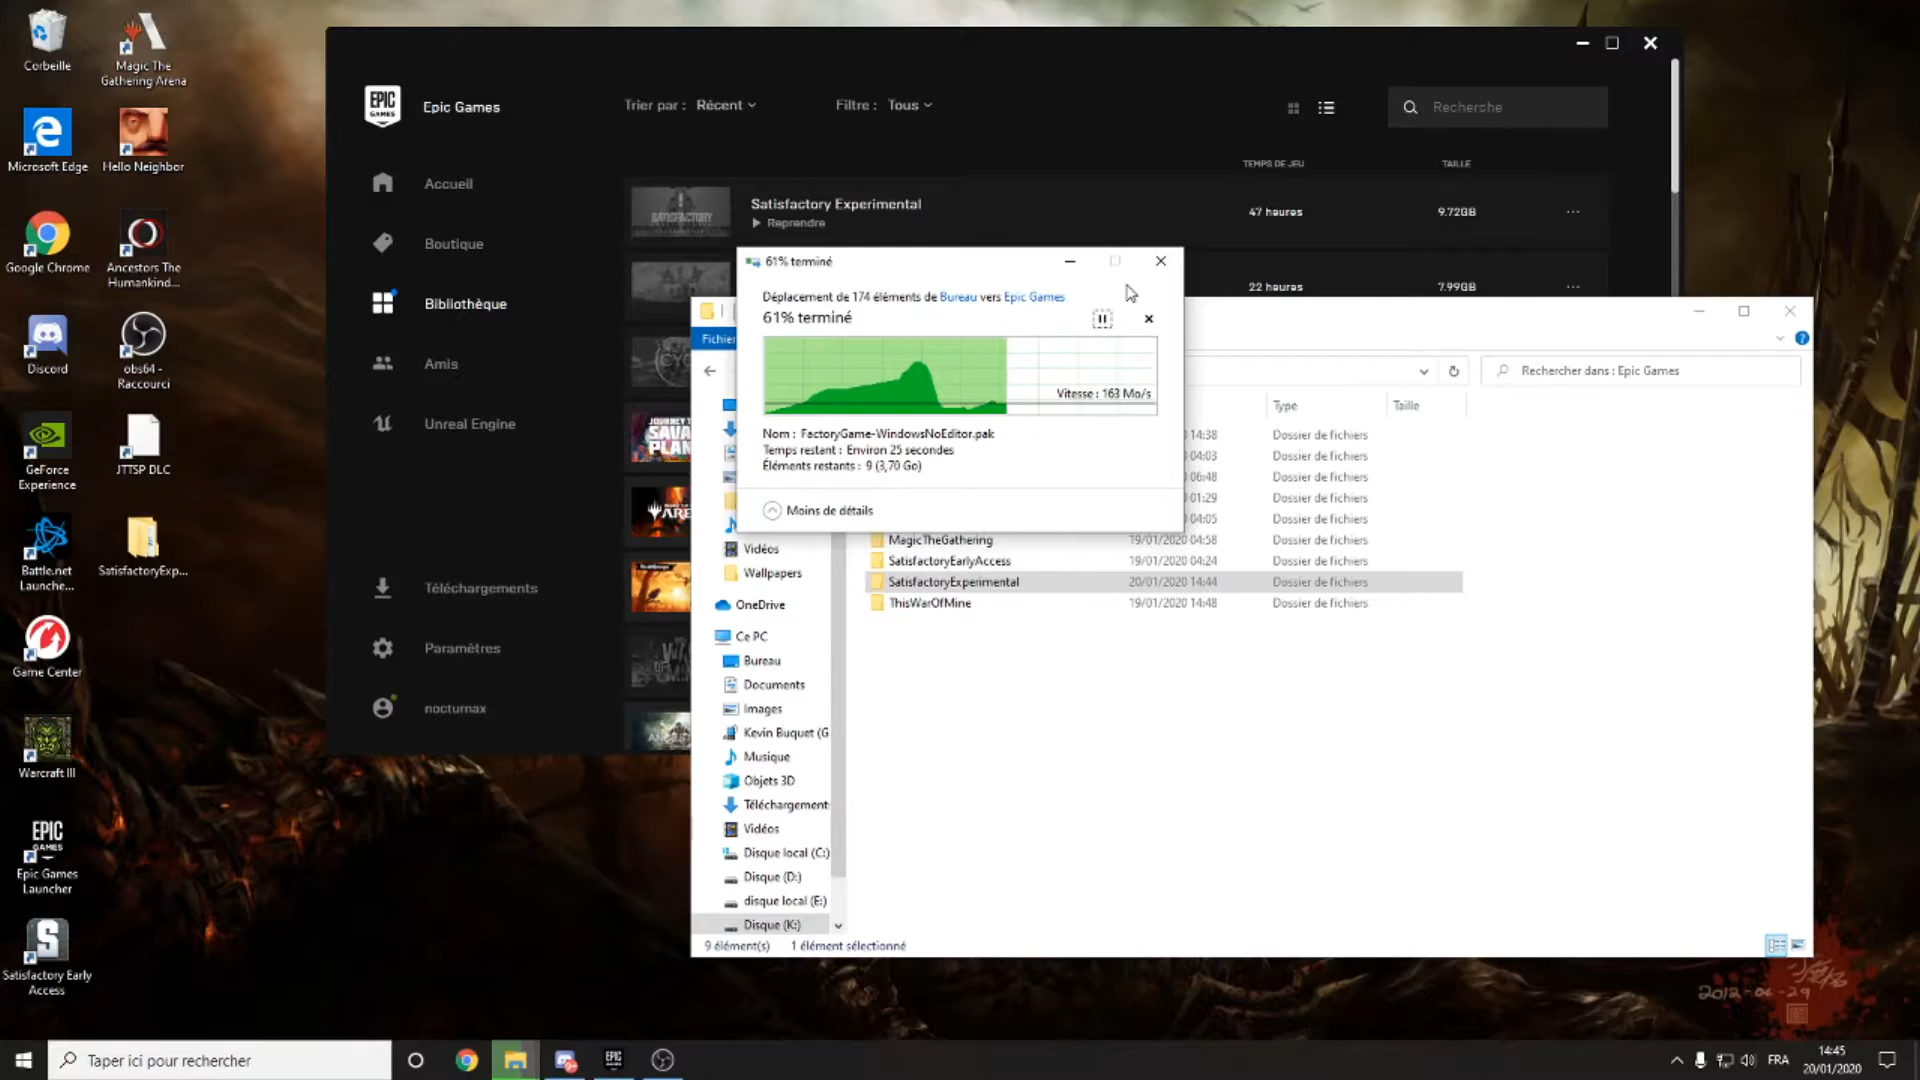 Corbeille
Magic The
Gathering Arena
Microsoft Edge
Hello Neighbor
Google Chrome
Ancestors The
Humankind...
Discord
obs64 -
Raccourci
GeForce
Experience
JTTSP DLC
Battle.net
Launche...
SatisfactoryExp...
Game Center
Warcraft III
EPIC
GAMES
Epic Games
Launcher
Satisfactory Early
Access
EPIC
GAMES
Epic Games
Trier par : Récent
Filtre : Tous
Recherche
TEMPS DE JEU
TAILLE
Accueil
Boutique
Bibliothèque
Amis
Unreal Engine
Téléchargements
Paramètres
nocturnax
SATISFACTORY
Satisfactory Experimental
Reprendre
47 heures
9.72GB
22 heures
7.99GB
61% terminé
Déplacement de 174 éléments de Bureau vers Epic Games
61% terminé
Vitesse : 163 Mo/s
Nom : FactoryGame-WindowsNoEditor.pak
Temps restant : Environ 25 secondes
Éléments restants : 9 (3,70 Go)
Moins de détails
Fichier
Rechercher dans : Epic Games
Type
Taille
14:38 Dossier de fichiers
04:03 Dossier de fichiers
06:48 Dossier de fichiers
01:29 Dossier de fichiers
04:05 Dossier de fichiers
MagicTheGathering 19/01/2020 04:58 Dossier de fichiers
SatisfactoryEarlyAccess 19/01/2020 04:24 Dossier de fichiers
SatisfactoryExperimental 20/01/2020 14:44 Dossier de fichiers
ThisWarOfMine 19/01/2020 14:48 Dossier de fichiers
Vidéos
Wallpapers
OneDrive
Ce PC
Bureau
Documents
Images
Kevin Buquet (G
Musique
Objets 3D
Téléchargement
Vidéos
Disque local (C:)
Disque (D:)
disque local (E:)
Disque (K:)
9 élément(s) 1 élément sélectionné
Taper ici pour rechercher
EPIC
FRA
14:45
20/01/2020